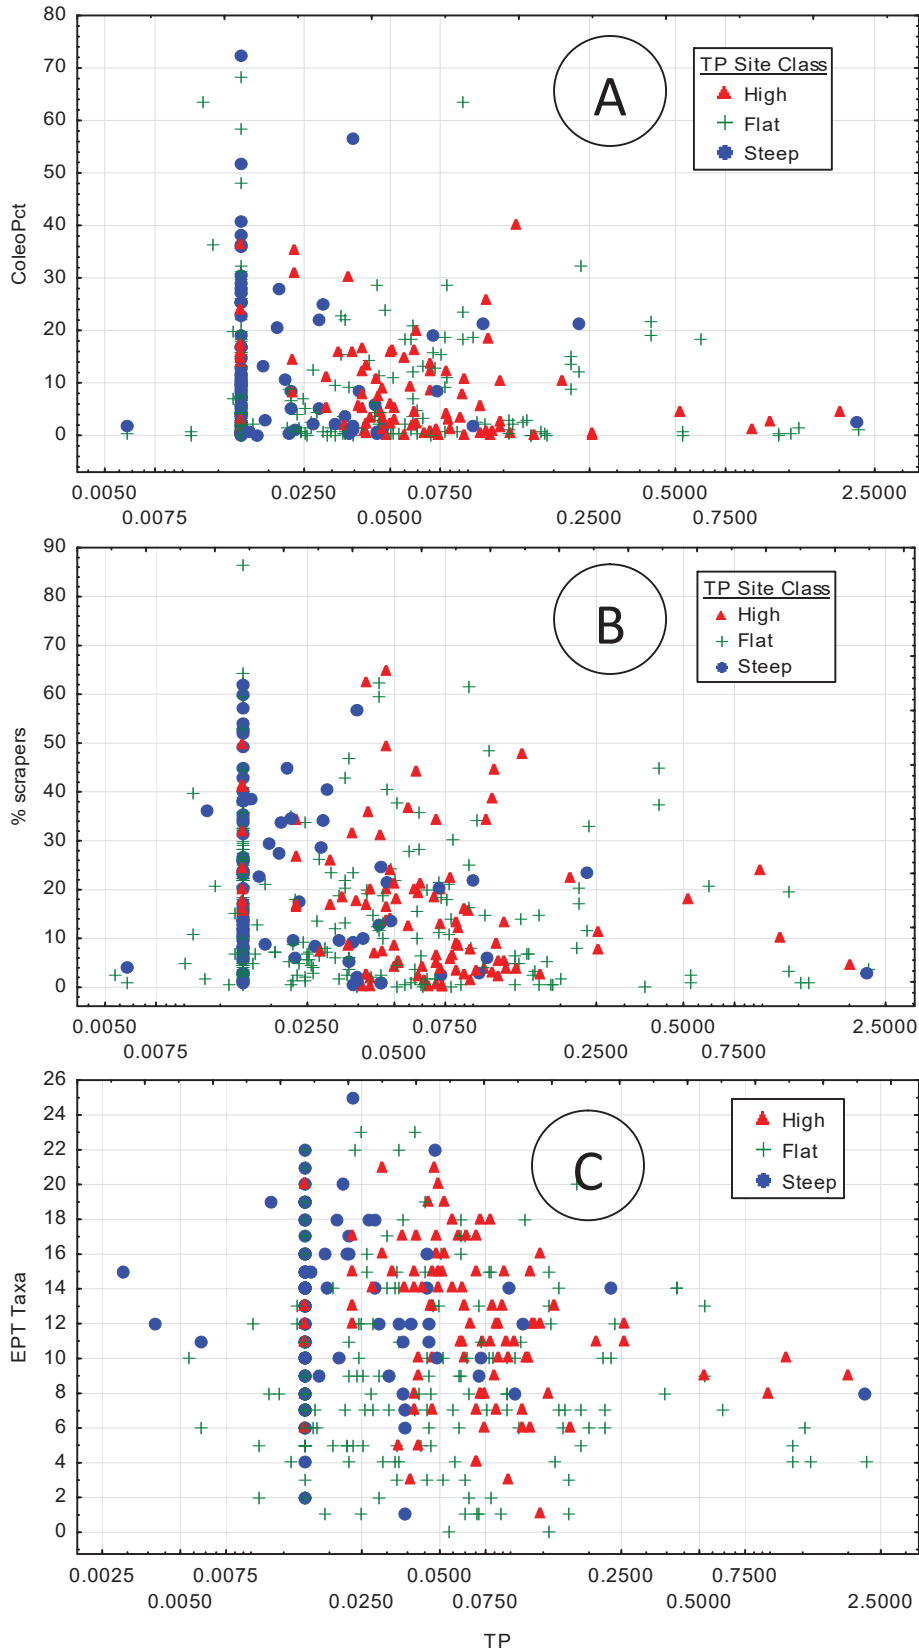 80
70
60
50
40
30
20
10
0
ColeoPct
A
TP Site Class
High
Flat
Steep
0.0050 0.0250 0.0750 0.5000 2.5000
0.0075 0.0500 0.2500 0.7500
90
80
70
60
50
40
30
20
10
0
% scrapers
B
TP Site Class
High
Flat
Steep
0.0050 0.0250 0.0750 0.5000 2.5000
0.0075 0.0500 0.2500 0.7500
26
24
22
20
18
16
14
12
10
8
6
4
2
0
EPT Taxa
C
High
Flat
Steep
0.0025 0.0075 0.0500 0.2500 0.7500
0.0050 0.0250 0.0750 0.5000 2.5000
TP